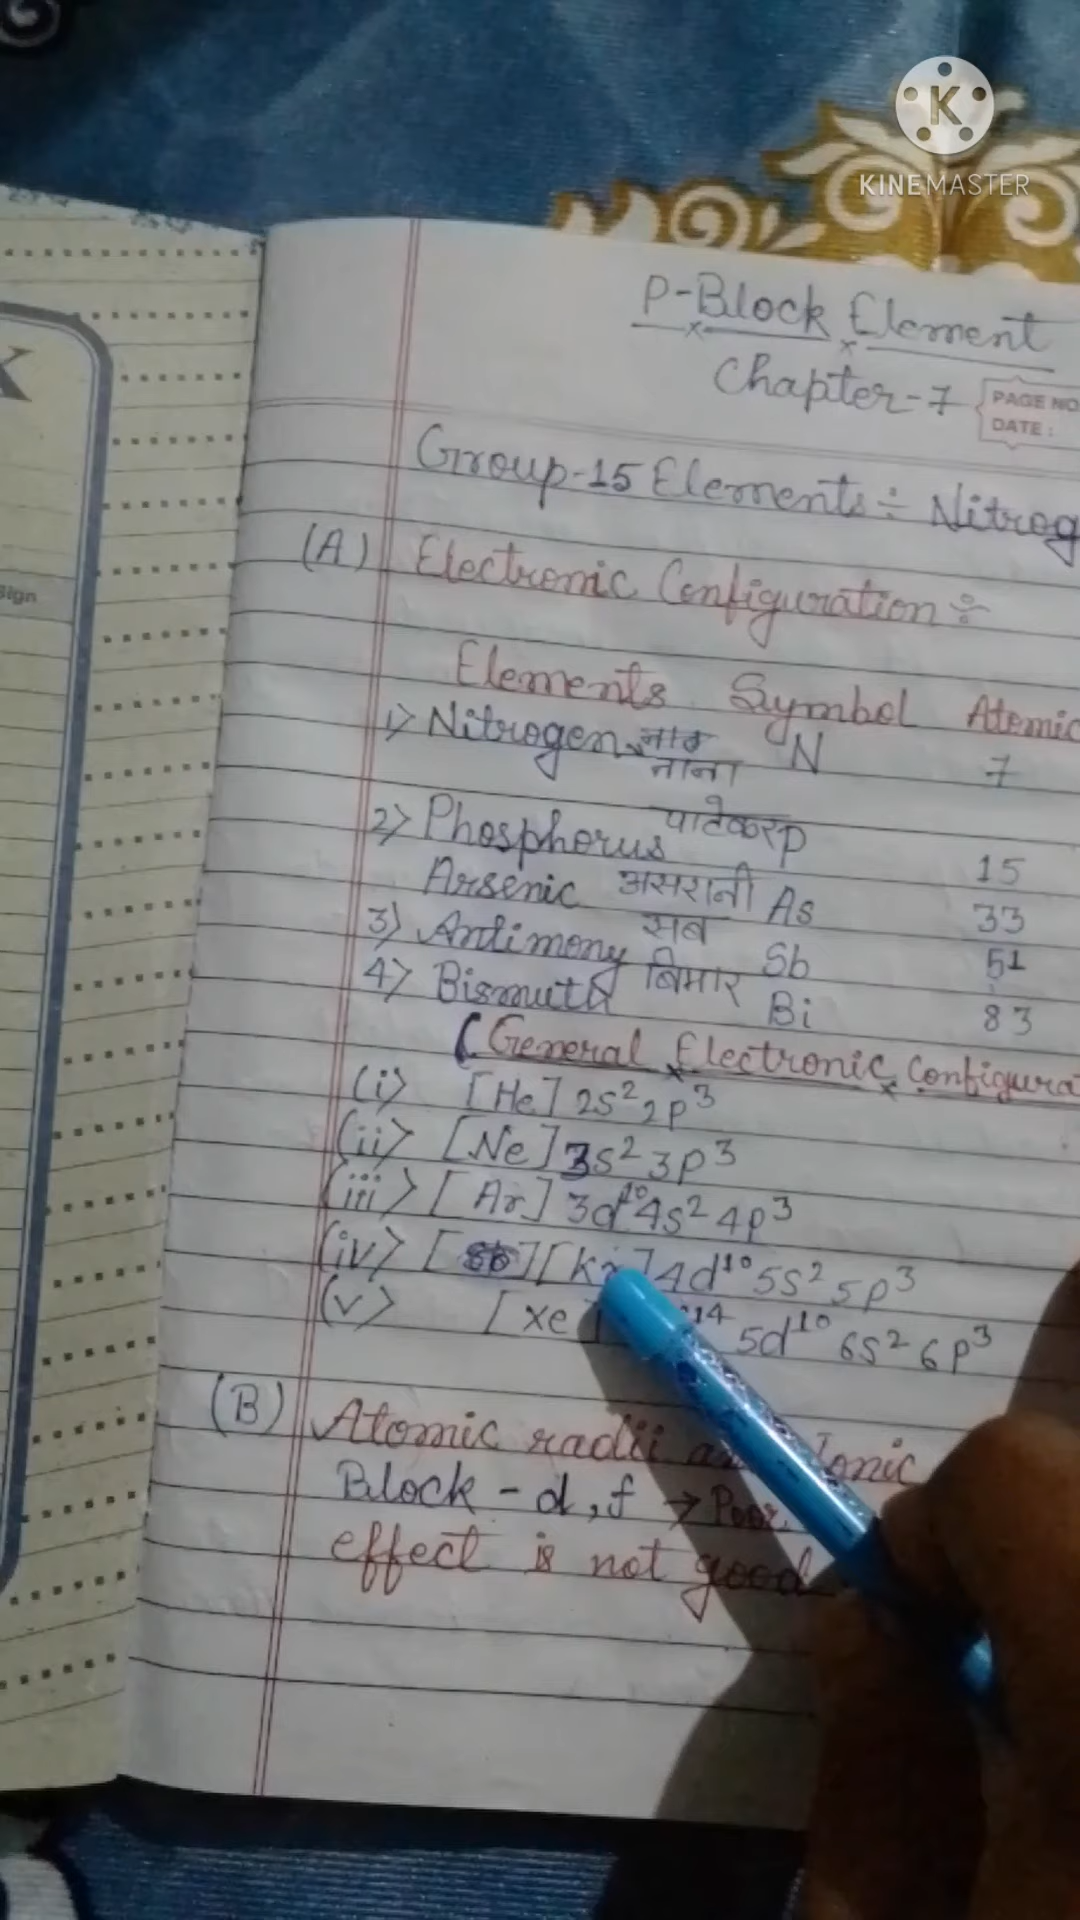 K
KINEMASTER
P-Block Element
Chapter-7
PAGE NO
DATE:
Group-15 Elements÷ Nitrog
(A) Electronic Configuration÷
Elements Symbol Atomic
1) Nitrogen N 7
नाना
2) Phosphorus पाटेकर P 15
Arsenic असरानी As 33
सब
3) Antimony Sb 51
4) Bismuth बिमार Bi 83
(General Electronic Configura
(i) [He] 2s² 2p³
(ii) [Ne] 3s² 3p³
(iii) [Ar] 3d¹⁰ 4s² 4p³
(iv) [Kr] 4d¹⁰ 5s² 5p³
(v) [Xe] 14 5d¹⁰ 6s² 6p³
(B) Atomic radii Ionic
Block - d, f → Poor
effect is not good
sign